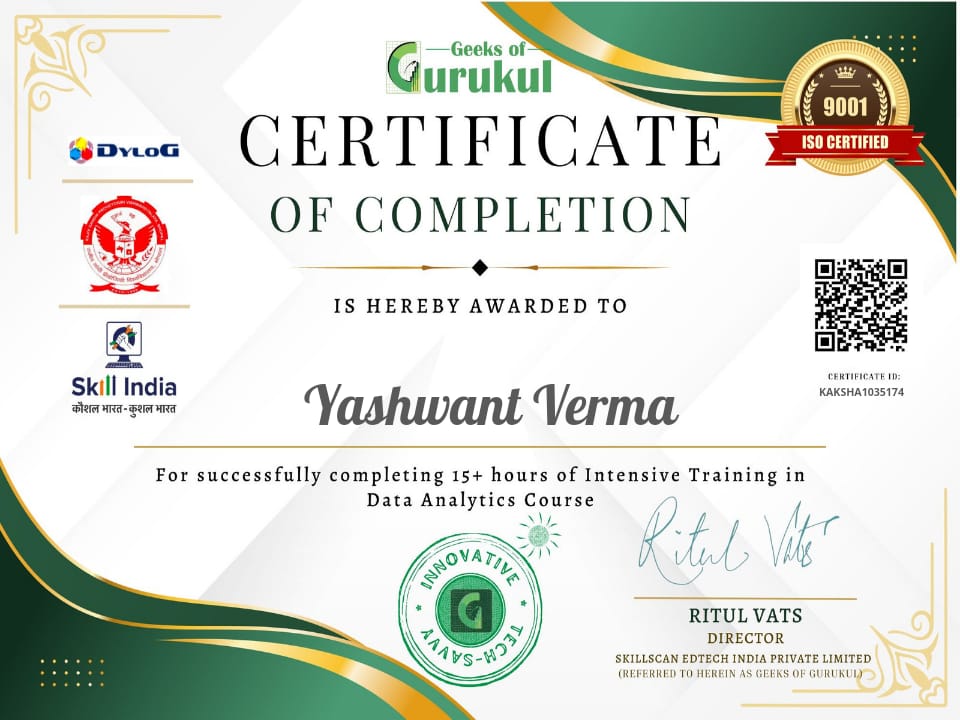 Geeks of
Gurukul
CERTIFICATE
OF COMPLETION
9001
ISO CERTIFIED
DYLOG
Skill India
कौशल भारत-कुशल भारत
IS HEREBY AWARDED TO
CERTIFICATE ID:
KAKSHA1035174
Yashwant Verma
For successfully completing 15+ hours of Intensive Training in
Data Analytics Course
INNOVATIVE
TECH-SAVVY
Ritul Vats
RITUL VATS
DIRECTOR
SKILLSCAN EDTECH INDIA PRIVATE LIMITED
(REFERRED TO HEREIN AS GEEKS OF GURUKUL)